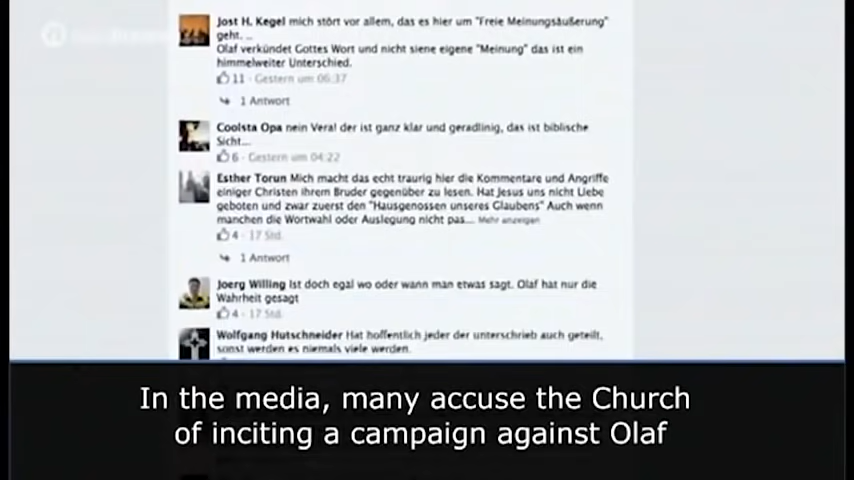 Jost H. Kegel mich stört vor allem, das es hier um "Freie Meinungsäußerung"
geht. ..
Olaf verkündet Gottes Wort und nicht siene eigene "Meinung" das ist ein
himmelweiter Unterschied.
11 · Gestern um 06:37
1 Antwort
Coolsta Opa nein Veral der ist ganz klar und geradlinig, das ist biblische
Sicht...
6 · Gestern um 04:22
Esther Torun Mich macht das echt traurig hier die Kommentare und Angriffe
einiger Christen ihrem Bruder gegenüber zu lesen. Hat Jesus uns nicht Liebe
geboten und zwar zuerst den "Hausgenossen unseres Glaubens" Auch wenn
manchen die Wortwahl oder Auslegung nicht pas... Mehr anzeigen
4 · 17 Std.
1 Antwort
Joerg Willing Ist doch egal wo oder wann man etwas sagt. Olaf hat nur die
Wahrheit gesagt
4 · 17 Std.
Wolfgang Hutschneider Hat hoffentlich jeder der unterschrieb auch geteilt,
sonst werden es niemals viele werden.
In the media, many accuse the Church
of inciting a campaign against Olaf